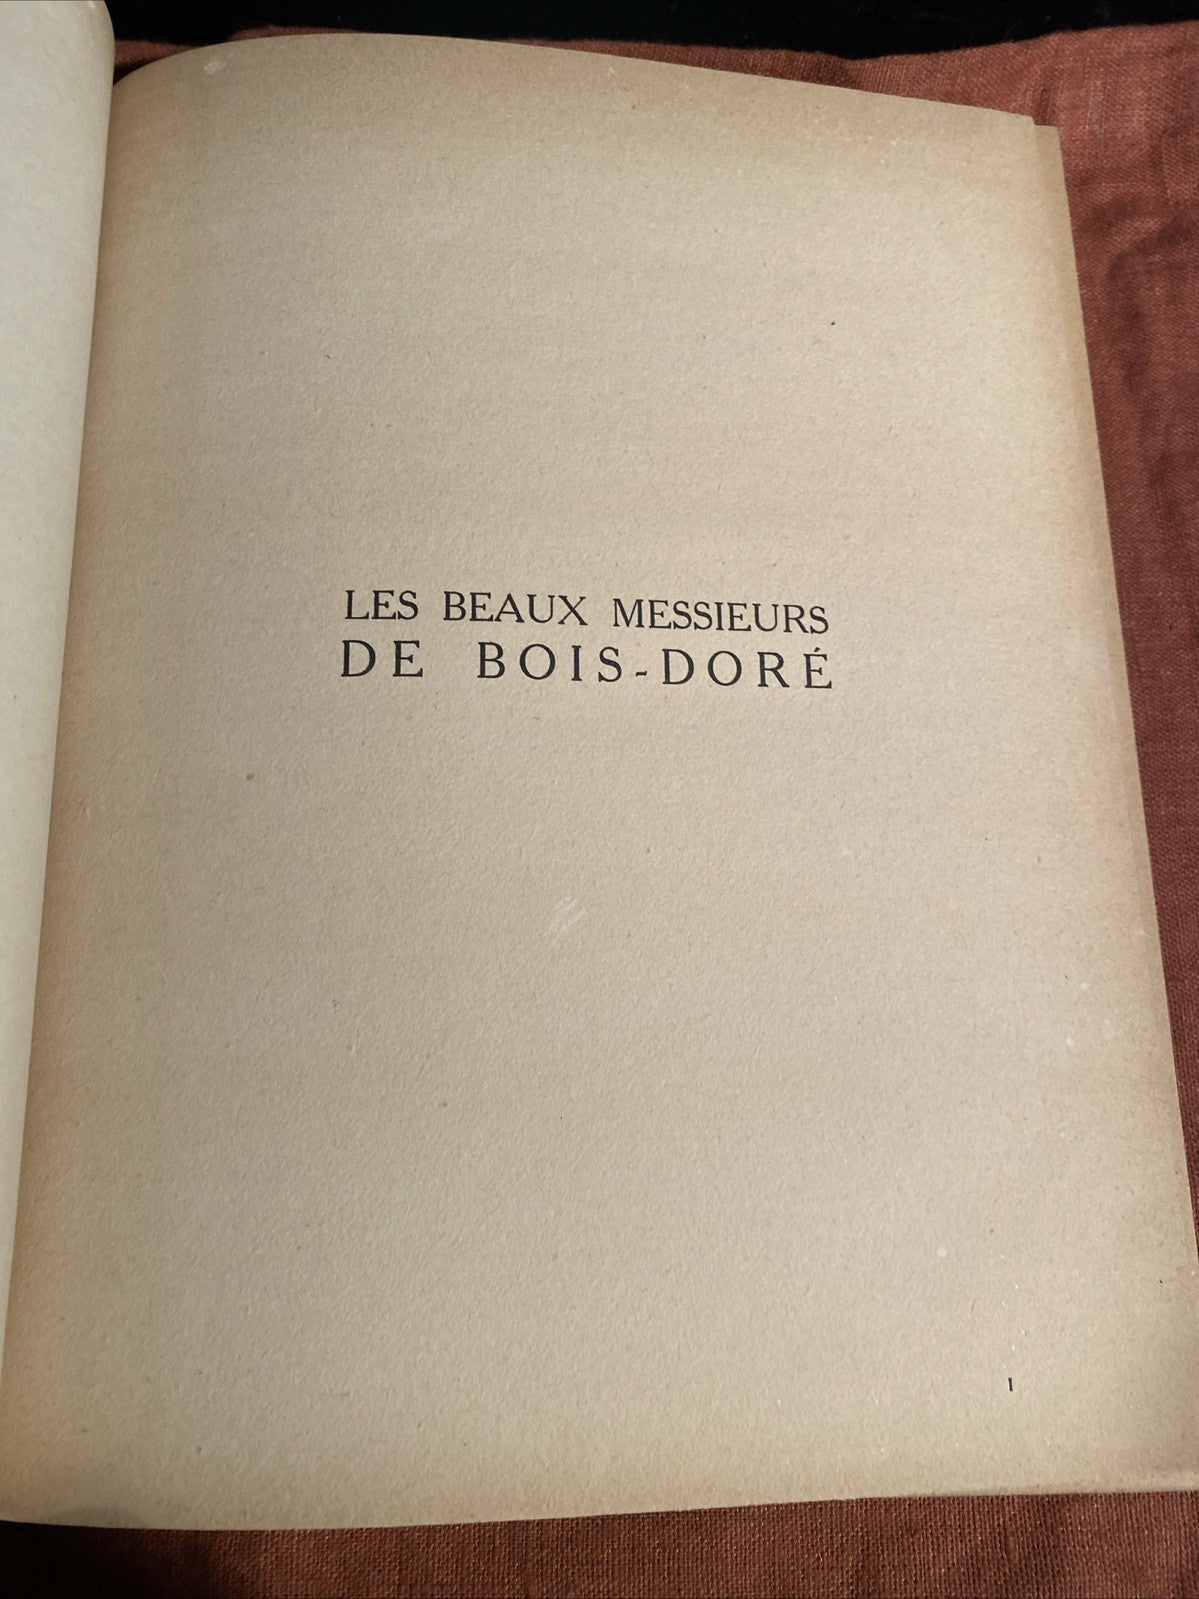 LES BEAUX MESSIEURS
DE BOIS-DORÉ
1